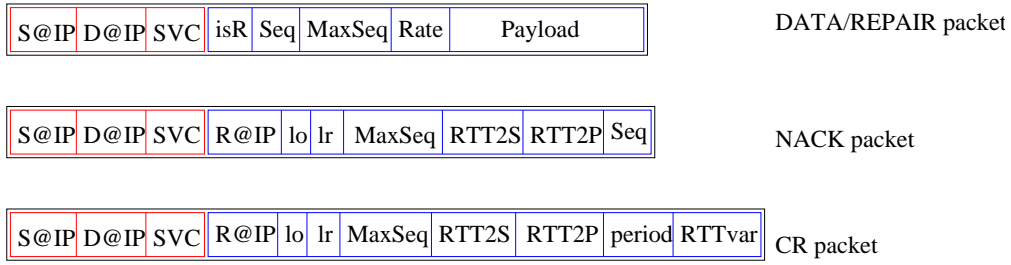 S@IP D@IP SVC isR Seq MaxSeq Rate Payload DATA/REPAIR packet
S@IP D@IP SVC R@IP lo lr MaxSeq RTT2S RTT2P Seq NACK packet
S@IP D@IP SVC R@IP lo lr MaxSeq RTT2S RTT2P period RTTvar CR packet